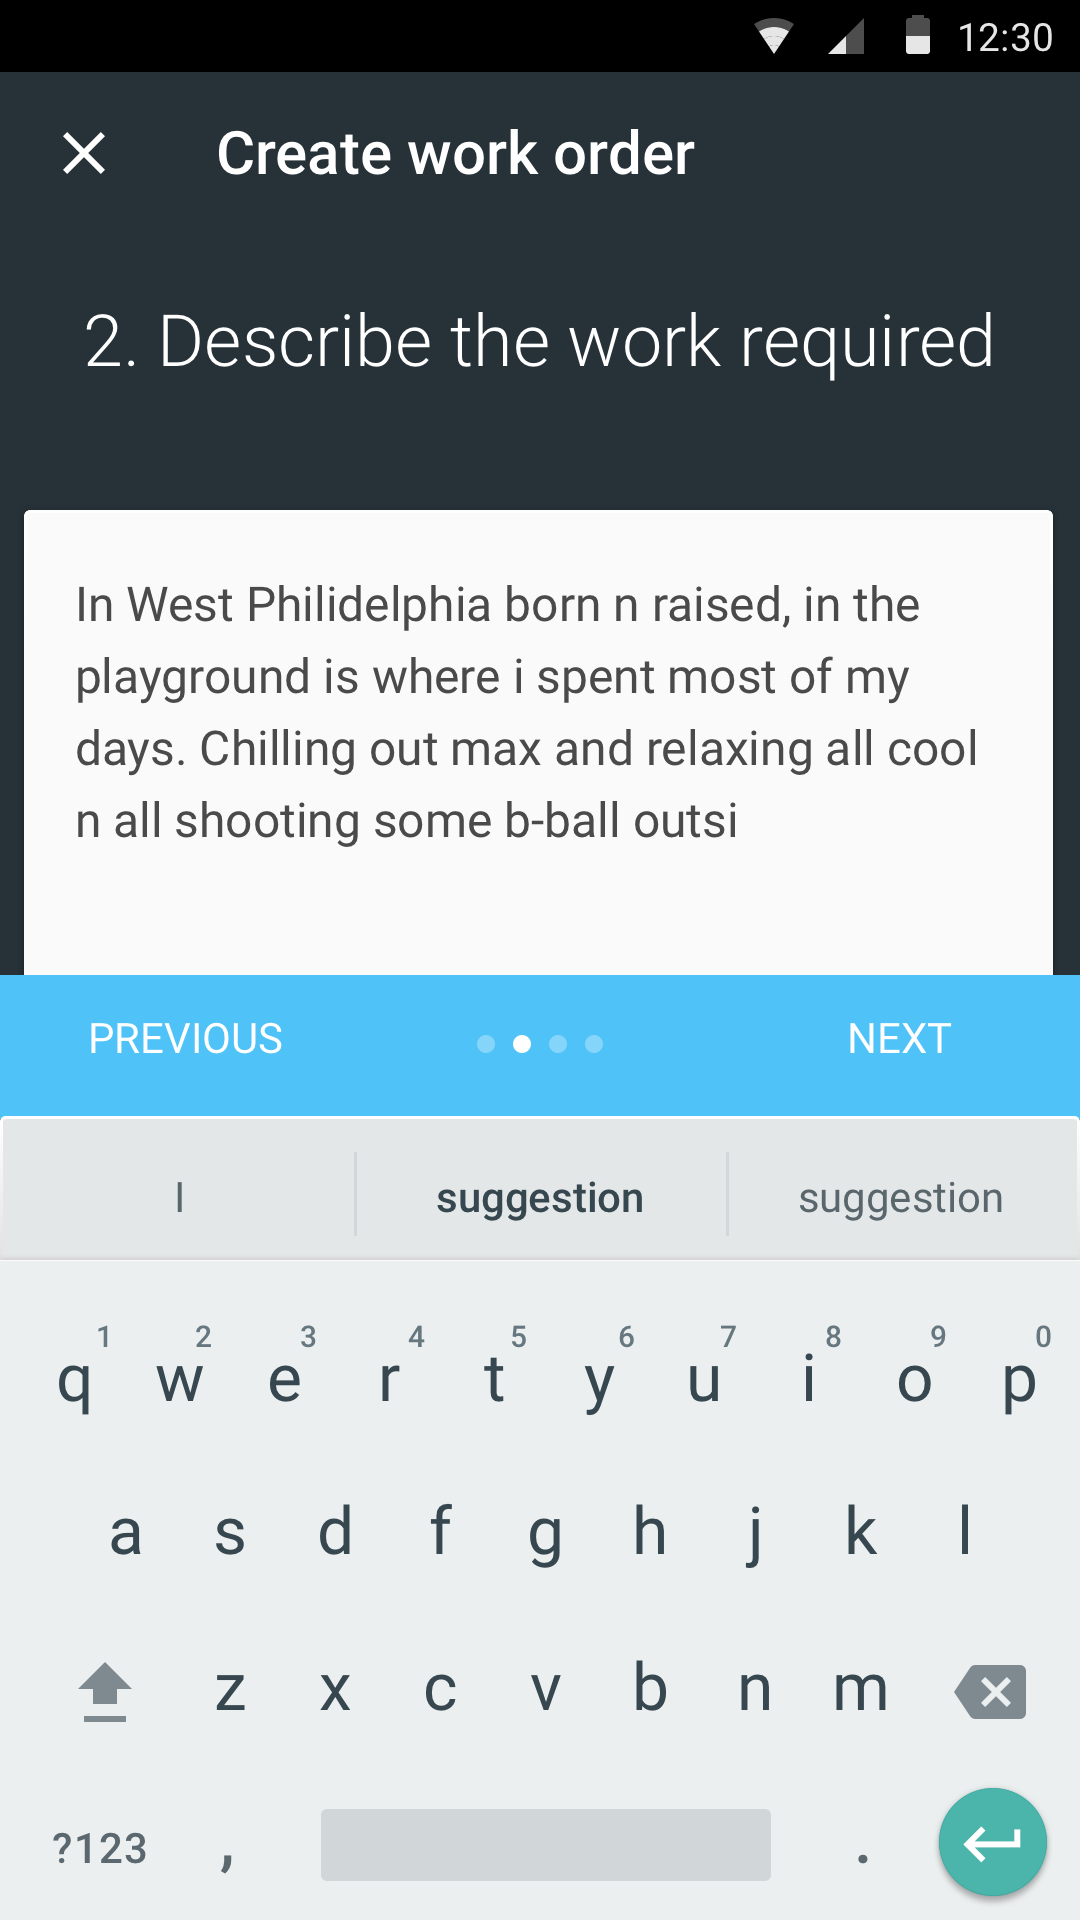 12:30
Create work order
2. Describe the work required
In West Philidelphia born n raised, in the
playground is where i spent most of my
days. Chilling out max and relaxing all cool
n all shooting some b-ball outsi
PREVIOUS NEXT
I suggestion suggestion
1 2 3 4 5 6 7 8 9 0
q w e r t y u i o p
a s d f g h j k l
z x c v b n m
?123 , .